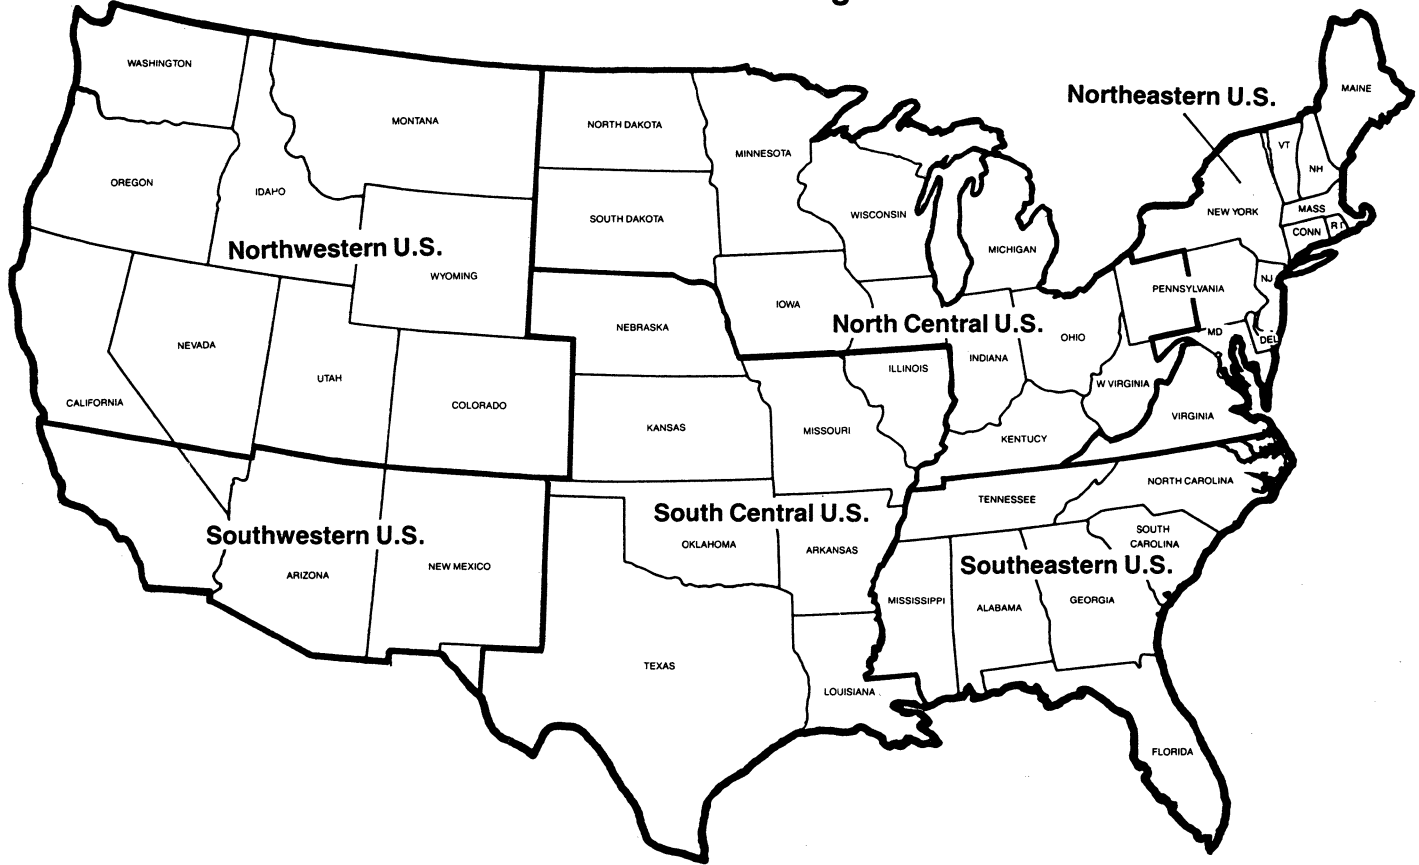 Northeastern U.S.
MAINE
WASHINGTON
MONTANA
NORTH DAKOTA
MINNESOTA
VT
NH
OREGON
IDAHO
SOUTH DAKOTA
WISCONSIN
NEW YORK
MASS
CONN
R I
MICHIGAN
Northwestern U.S.
WYOMING
IOWA
PENNSYLVANIA
NJ
NEBRASKA
North Central U.S.
MD
DEL
OHIO
NEVADA
UTAH
INDIANA
ILLINOIS
W VIRGINIA
CALIFORNIA
COLORADO
VIRGINIA
KANSAS
MISSOURI
KENTUCY
NORTH CAROLINA
TENNESSEE
South Central U.S.
Southwestern U.S.
OKLAHOMA
ARKANSAS
SOUTH
CAROLINA
Southeastern U.S.
ARIZONA
NEW MEXICO
MISSISSIPPI
ALABAMA
GEORGIA
TEXAS
LOUISIANA
FLORIDA